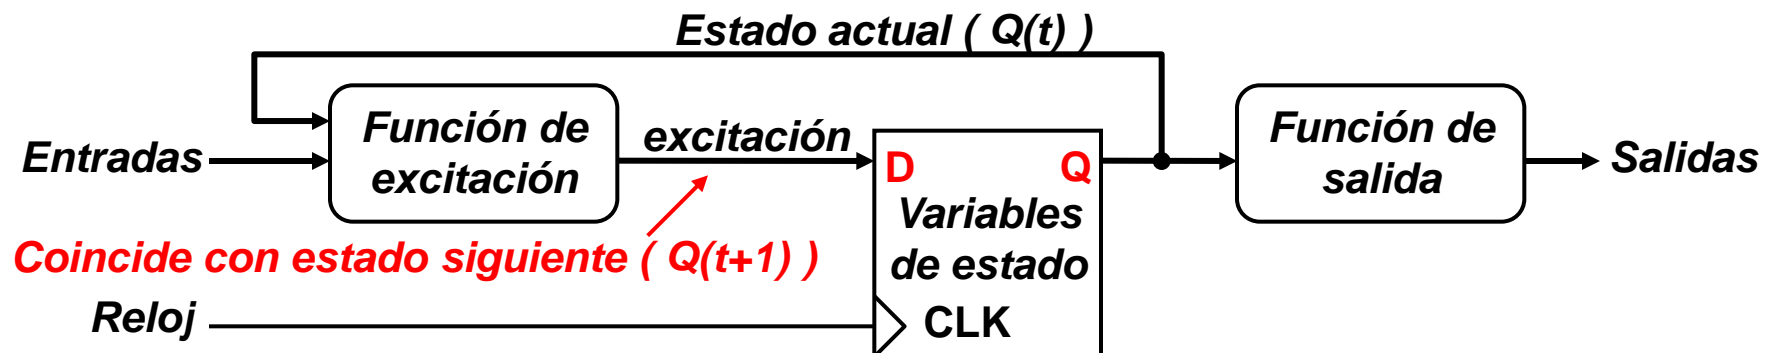 Estado actual ( Q(t) )
Entradas
Función de
excitación
excitación
D
Q
Variables
de estado
CLK
Función de
salida
Salidas
Coincide con estado siguiente ( Q(t+1) )
Reloj